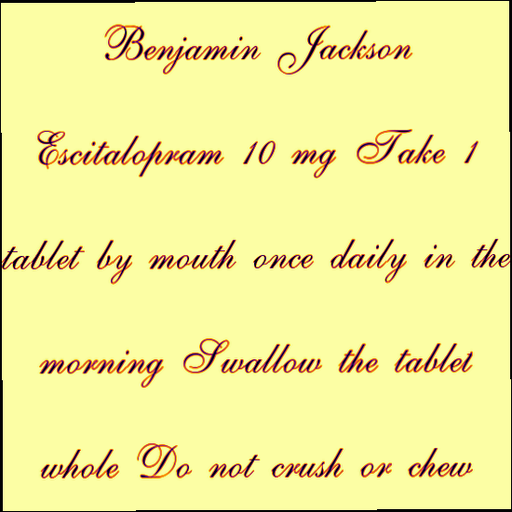 Benjamin Jackson
Escitalopram 10 mg Take 1
tablet by mouth once daily in the
morning Swallow the tablet
whole Do not crush or chew